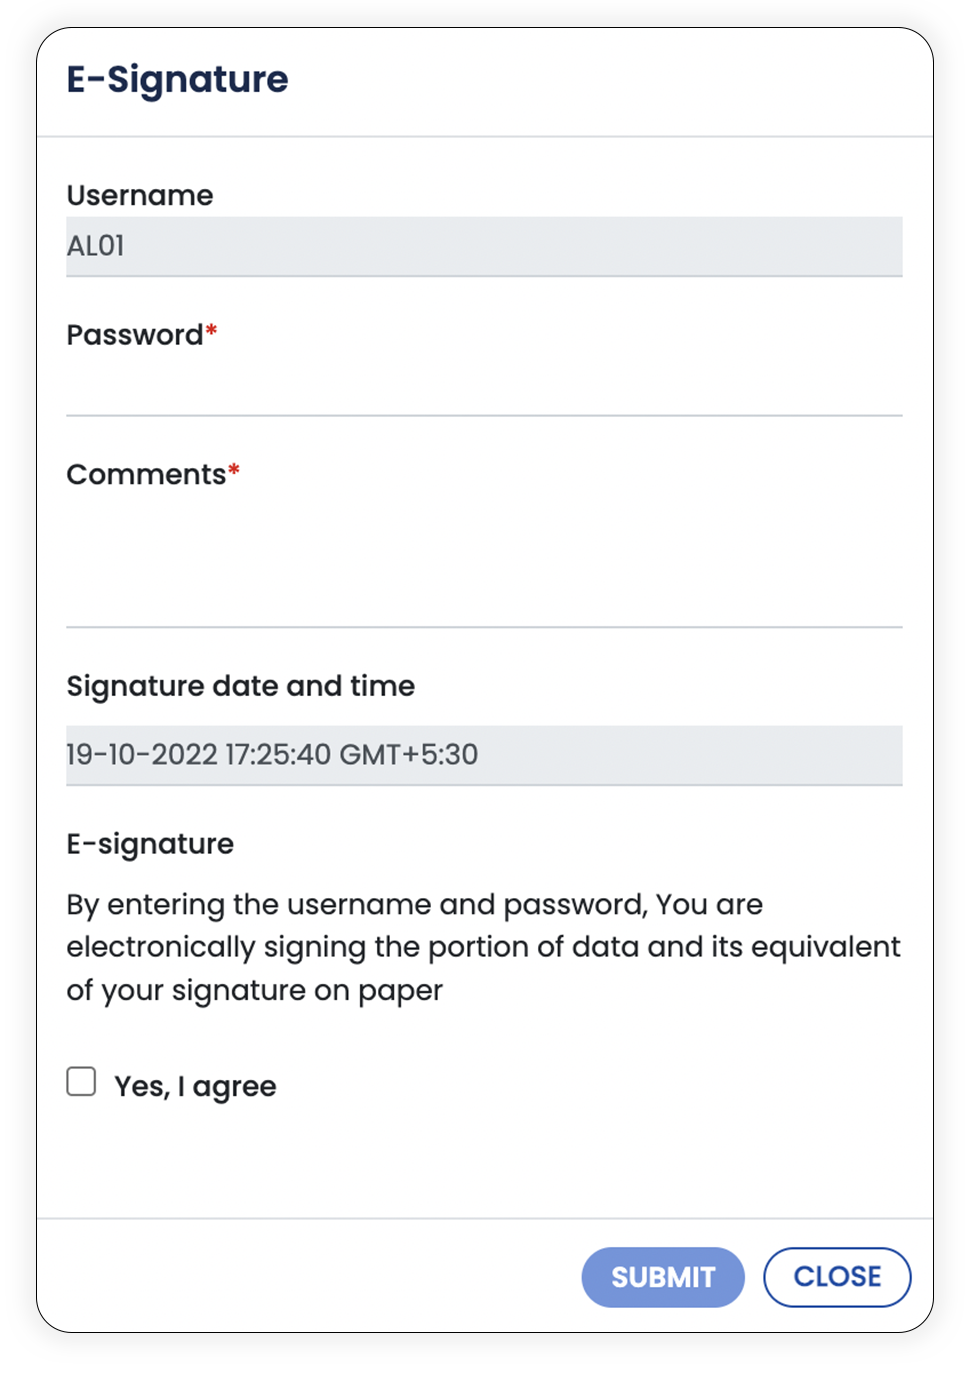 E-Signature
Username
AL01
Password*
Comments*
Signature date and time
19-10-2022 17:25:40 GMT+5:30
E-signature
By entering the username and password, You are
electronically signing the portion of data and its equivalent
of your signature on paper
Yes, I agree
SUBMIT
CLOSE